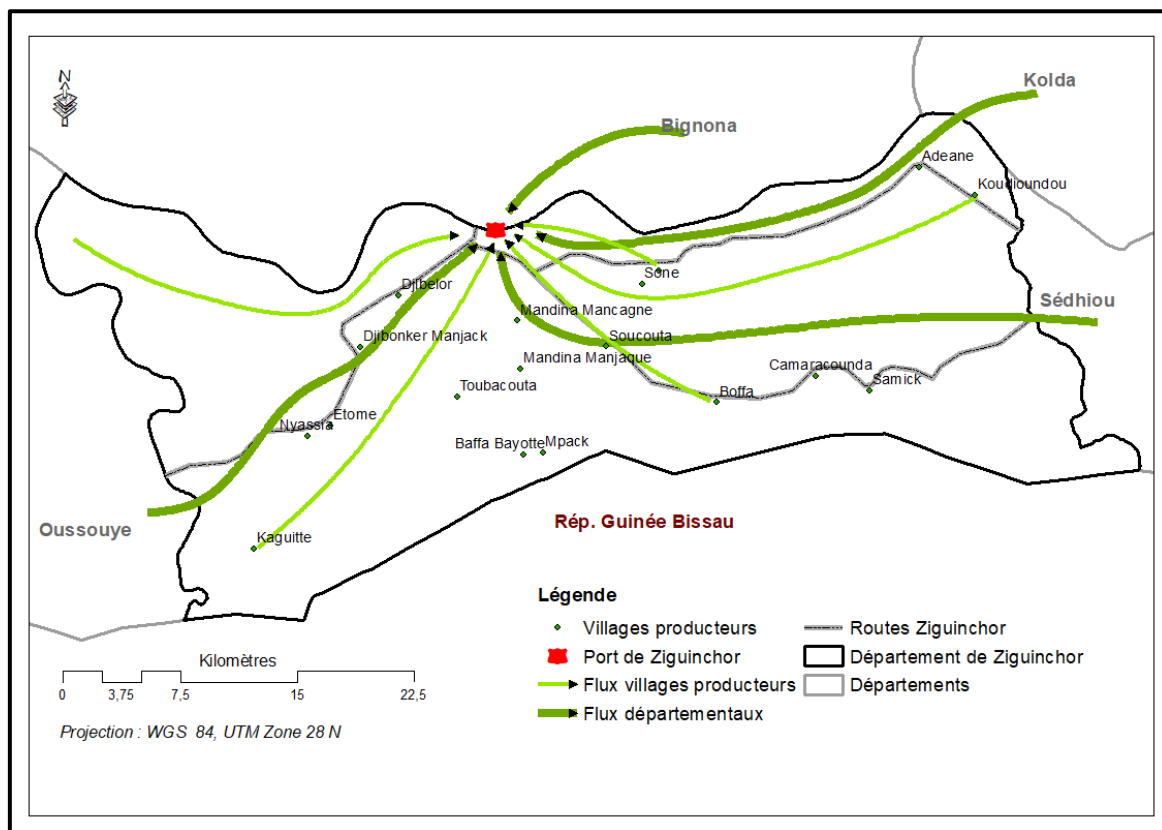 N
Kolda
Bignona
Adeane
Koudioundou
Sone
Djibelor
Sédhiou
Mandina Mancagne
Djibonker Manjack
Soucouta
Mandina Manjaque
Camaracounda
Samick
Toubacouta
Boffa
Etome
Nyassia
Baffa Bayotte
Mpack
Oussouye
Rép. Guinée Bissau
Kaguitte
Légende
Villages producteurs
Port de Ziguinchor
Flux villages producteurs
Flux départementaux
Routes Ziguinchor
Département de Ziguinchor
Départements
Kilomètres
0 3,75 7,5 15 22,5
Projection : WGS 84, UTM Zone 28 N